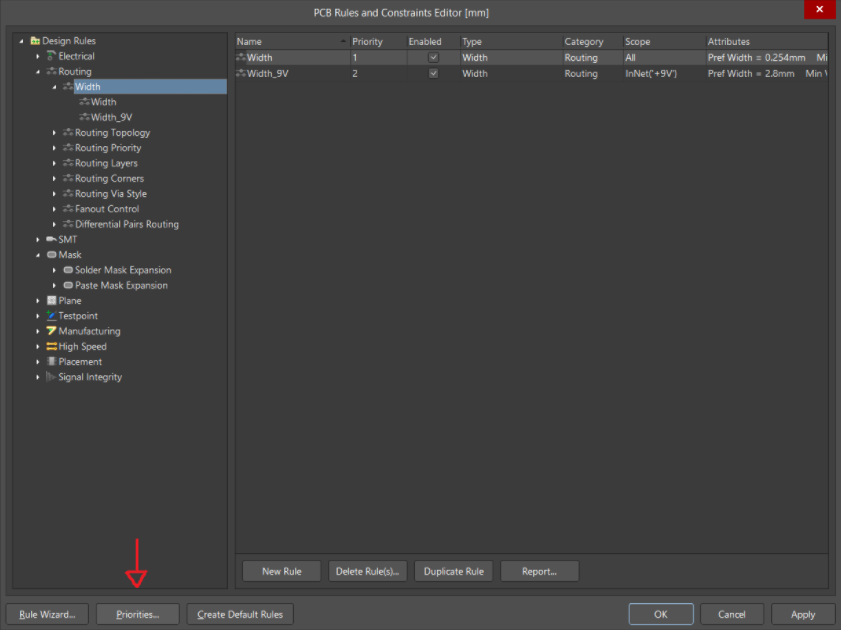 PCB Rules and Constraints Editor [mm]
Design Rules
Electrical
Routing
Width
Width
Width_9V
Routing Topology
Routing Priority
Routing Layers
Routing Corners
Routing Via Style
Fanout Control
Differential Pairs Routing
SMT
Mask
Solder Mask Expansion
Paste Mask Expansion
Plane
Testpoint
Manufacturing
High Speed
Placement
Signal Integrity
Name Priority Enabled Type Category Scope Attributes
Width 1 Width Routing All Pref Width = 0.254mm Mi
Width_9V 2 Width Routing InNet('+9V') Pref Width = 2.8mm Min
New Rule Delete Rule(s)... Duplicate Rule Report...
Rule Wizard... Priorities... Create Default Rules OK Cancel Apply